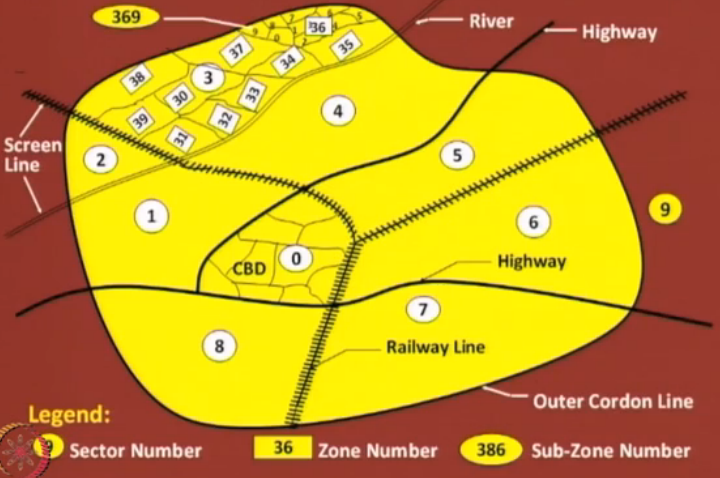 369
River
Highway
36
37
35
34
38
3
30
33
39
32
31
4
Screen
Line
2
5
1
9
6
0
CBD
Highway
7
8
Railway Line
Outer Cordon Line
Legend:
9 Sector Number
36 Zone Number
386 Sub-Zone Number